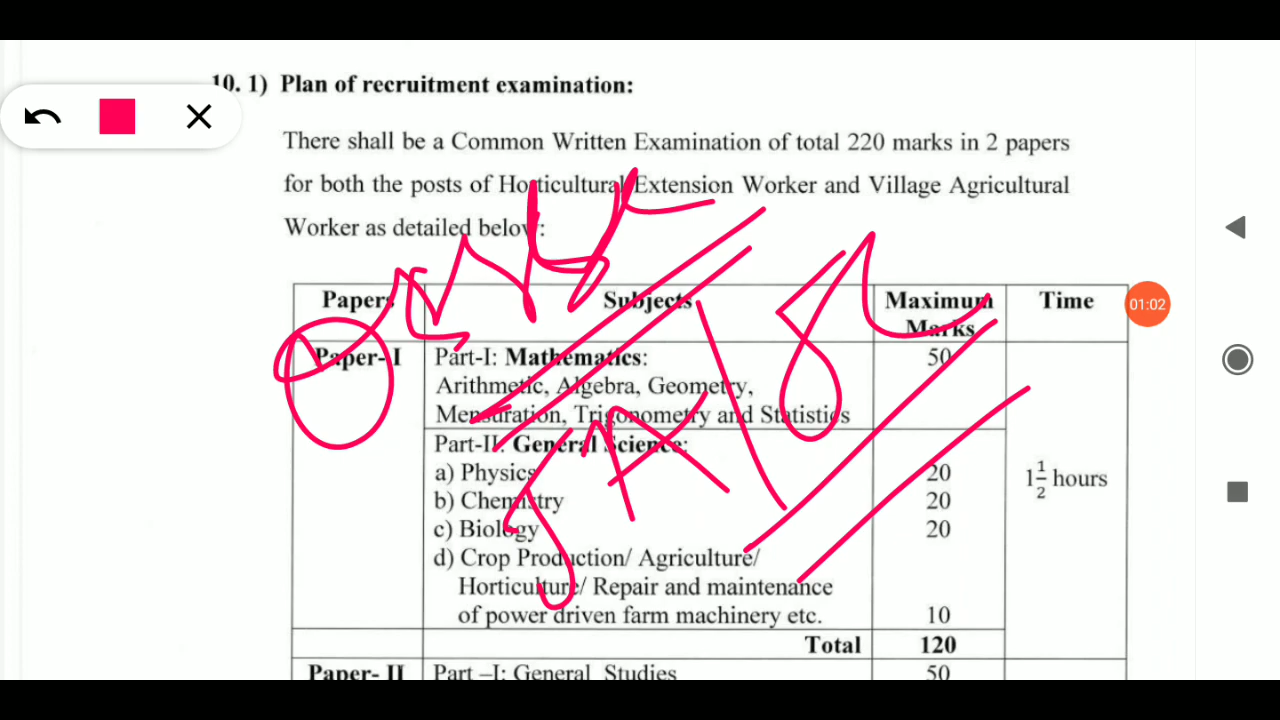 10. 1) Plan of recruitment examination:
There shall be a Common Written Examination of total 220 marks in 2 papers
for both the posts of Horticultural Extension Worker and Village Agricultural
Worker as detailed below:
Papers Subjects Maximum Marks Time
Paper-I Part-I: Mathematics: 50
Arithmetic, Algebra, Geometry,
Mensuration, Trigonometry and Statistics
Part-II: General Science:
a) Physics 20 1 1/2 hours
b) Chemistry 20
c) Biology 20
d) Crop Production/ Agriculture/
Horticulture/ Repair and maintenance
of power driven farm machinery etc. 10
Total 120
Paper- II Part –I: General Studies 50
01:02